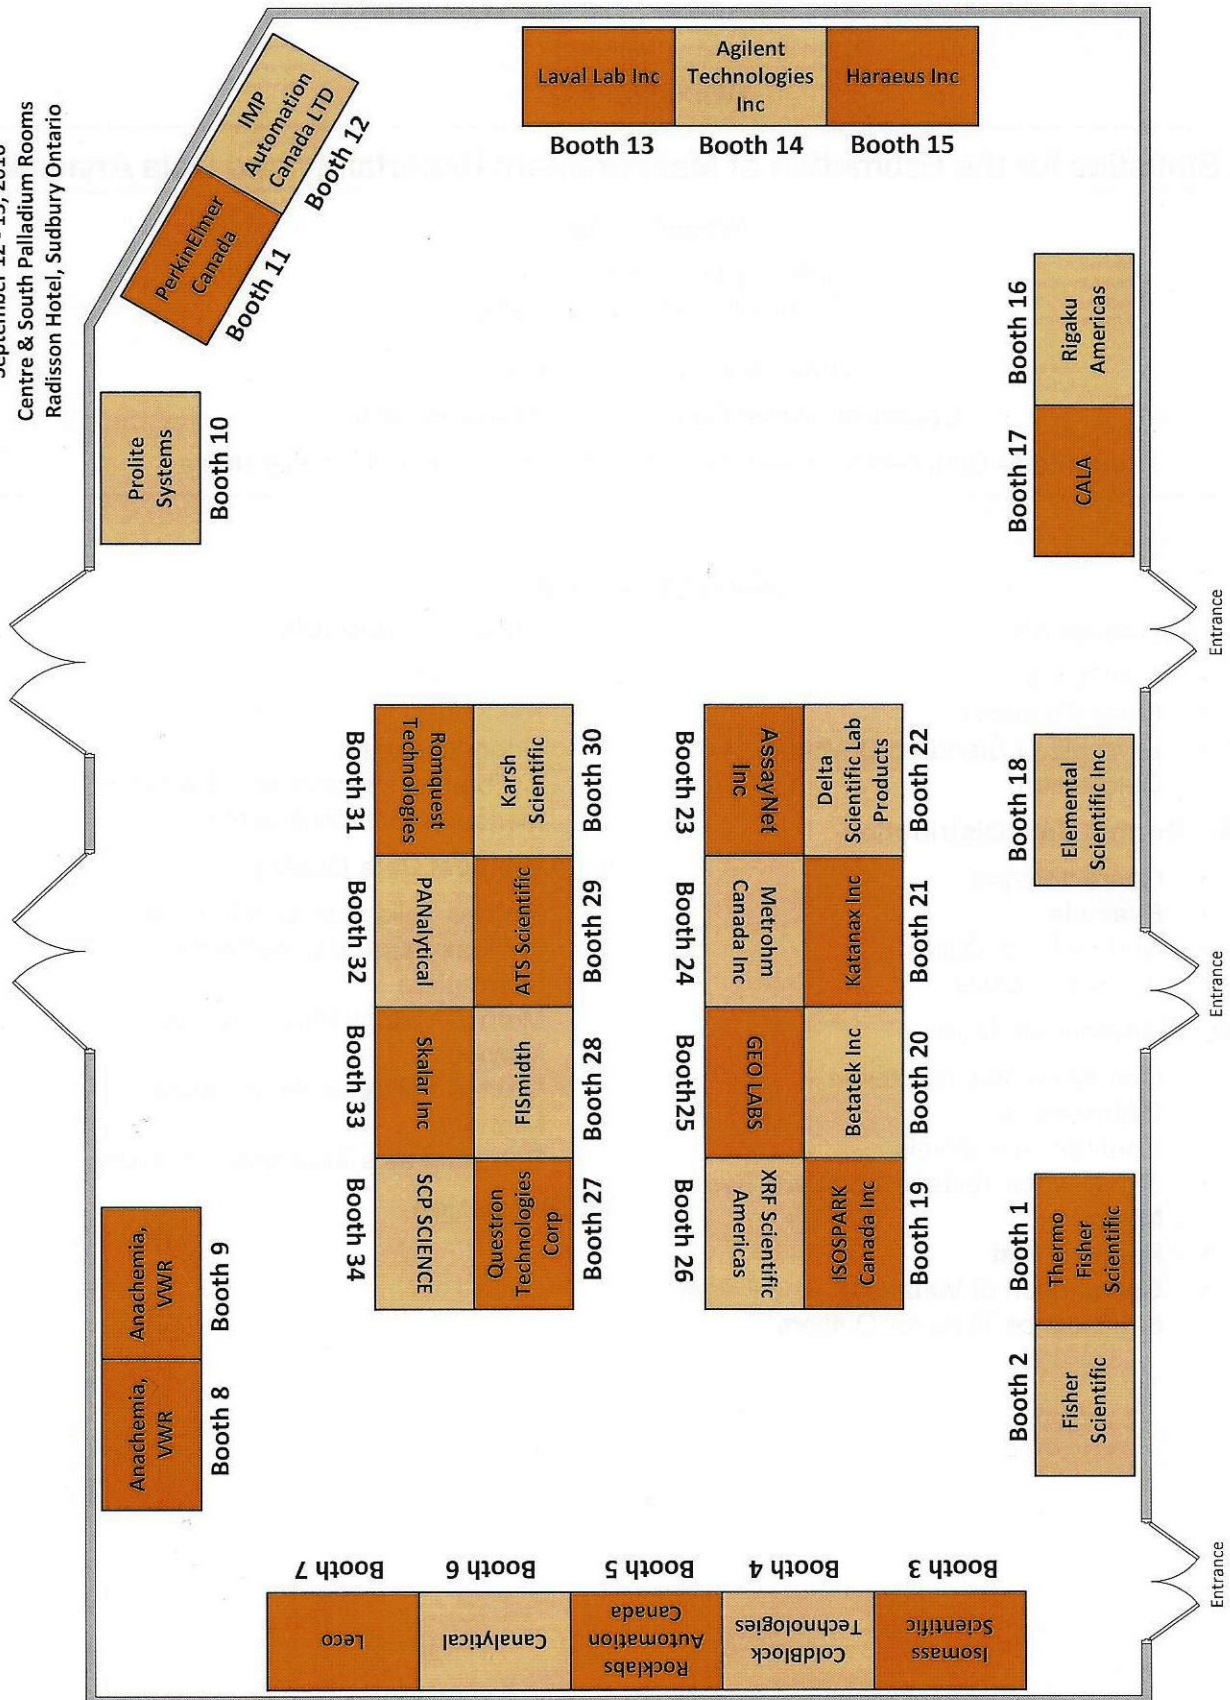 September 12 - 15, 2016
Centre & South Palladium Rooms
Radisson Hotel, Sudbury Ontario
Laval Lab Inc
Booth 13
Agilent
Technologies
Inc
Booth 14
Haraeus Inc
Booth 15
IMP
Automation
Canada LTD
Booth 12
PerkinElmer
Canada
Booth 11
Prolite
Systems
Booth 10
Booth 16
Rigaku
Americas
Booth 17
CALA
Entrance
Booth 18
Elemental
Scientific Inc
Entrance
Booth 31
Romquest
Technologies
Karsh
Scientific
Booth 30
Booth 32
PANalytical
ATS Scientific
Booth 29
Booth 33
Skalar Inc
FlSmidth
Booth 28
Booth 34
SCP SCIENCE
Questron
Technologies
Corp
Booth 27
Booth 23
AssayNet
Inc
Delta
Scientific Lab
Products
Booth 22
Booth 24
Metrohm
Canada Inc
Katanax Inc
Booth 21
Booth25
GEO LABS
Betatek Inc
Booth 20
Booth 26
XRF Scientific
Americas
ISOSPARK
Canada Inc
Booth 19
Anachemia,
VWR
Booth 9
Anachemia,
VWR
Booth 8
Booth 1
Thermo
Fisher
Scientific
Booth 2
Fisher
Scientific
Entrance
Booth 7
Leco
Booth 6
Canalytical
Booth 5
Rocklabs
Automation
Canada
Booth 4
ColdBlock
Technologies
Booth 3
Isomass
Scientific